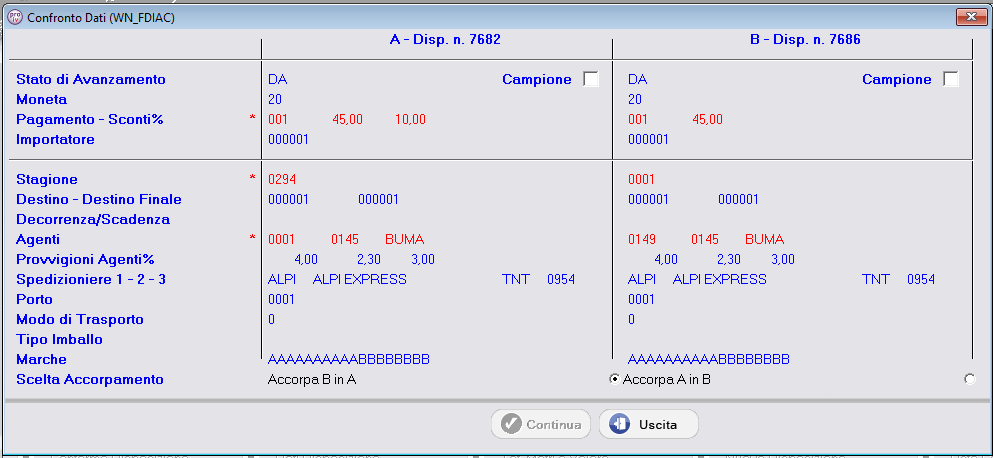 Confronto Dati (WN_FDIAC)
A - Disp. n. 7682 B - Disp. n. 7686
Stato di Avanzamento DA Campione DA Campione
Moneta 20 20
Pagamento - Sconti% * 001 45,00 10,00 001 45,00
Importatore 000001 000001
Stagione * 0294 0001
Destino - Destino Finale 000001 000001 000001 000001
Decorrenza/Scadenza
Agenti * 0001 0145 BUMA 0149 0145 BUMA
Provvigioni Agenti% 4,00 2,30 3,00 4,00 2,30 3,00
Spedizioniere 1 - 2 - 3 ALPI ALPI EXPRESS TNT 0954 ALPI ALPI EXPRESS TNT 0954
Porto 0001 0001
Modo di Trasporto 0 0
Tipo Imballo
Marche AAAAAAAAAABBBBBBBB AAAAAAAAAABBBBBBBB
Scelta Accorpamento Accorpa B in A Accorpa A in B
Continua Uscita